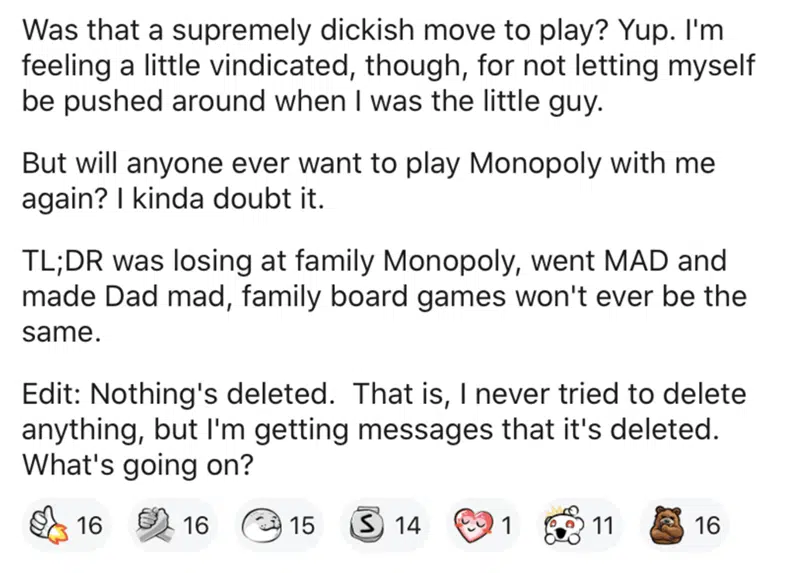 Was that a supremely dickish move to play? Yup. I'm
feeling a little vindicated, though, for not letting myself
be pushed around when I was the little guy.
But will anyone ever want to play Monopoly with me
again? I kinda doubt it.
TL;DR was losing at family Monopoly, went MAD and
made Dad mad, family board games won't ever be the
same.
Edit: Nothing's deleted.  That is, I never tried to delete
anything, but I'm getting messages that it's deleted.
What's going on?
16 16 15 S 14 1 11 16